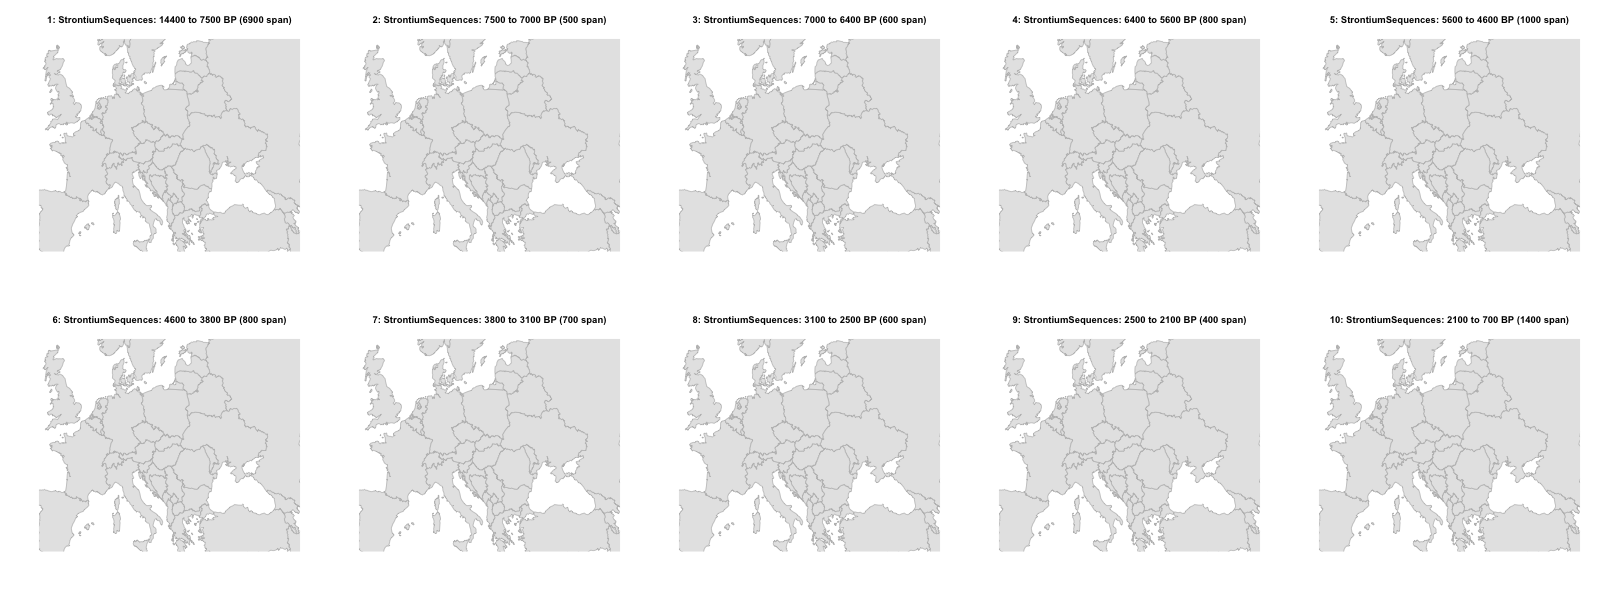 1: StrontiumSequences: 14400 to 7500 BP (6900 span)
2: StrontiumSequences: 7500 to 7000 BP (500 span)
3: StrontiumSequences: 7000 to 6400 BP (600 span)
4: StrontiumSequences: 6400 to 5600 BP (800 span)
5: StrontiumSequences: 5600 to 4600 BP (1000 span)
6: StrontiumSequences: 4600 to 3800 BP (800 span)
7: StrontiumSequences: 3800 to 3100 BP (700 span)
8: StrontiumSequences: 3100 to 2500 BP (600 span)
9: StrontiumSequences: 2500 to 2100 BP (400 span)
10: StrontiumSequences: 2100 to 700 BP (1400 span)